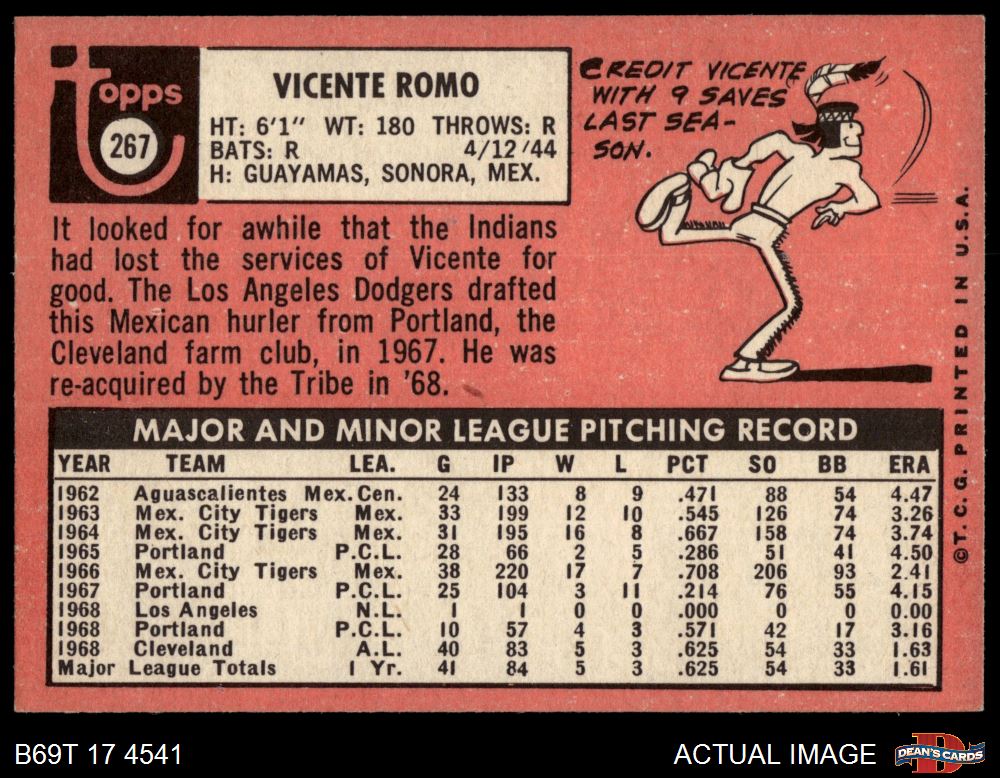 Topps
267
VICENTE ROMO
HT: 6'1" WT: 180 THROWS: R
BATS: R 4/12/44
H: GUAYAMAS, SONORA, MEX.
CREDIT VICENTE
WITH 9 SAVES
LAST SEA-
SON.
It looked for awhile that the Indians
had lost the services of Vicente for
good. The Los Angeles Dodgers drafted
this Mexican hurler from Portland, the
Cleveland farm club, in 1967. He was
re-acquired by the Tribe in '68.
MAJOR AND MINOR LEAGUE PITCHING RECORD
YEAR TEAM LEA. G IP W L PCT SO BB ERA
1962 Aguascalientes Mex. Cen. 24 133 8 9 .471 88 54 4.47
1963 Mex. City Tigers Mex. 33 199 12 10 .545 126 74 3.26
1964 Mex. City Tigers Mex. 31 195 16 8 .667 158 74 3.74
1965 Portland P.C.L. 28 66 2 5 .286 51 41 4.50
1966 Mex. City Tigers Mex. 38 220 17 7 .708 206 93 2.41
1967 Portland P.C.L. 25 104 3 11 .214 76 55 4.15
1968 Los Angeles N.L. 1 1 0 0 .000 0 0 0.00
1968 Portland P.C.L. 10 57 4 3 .571 42 17 3.16
1968 Cleveland A.L. 40 83 5 3 .625 54 33 1.63
Major League Totals 1 Yr. 41 84 5 3 .625 54 33 1.61
©T.C.G. PRINTED IN U.S.A.
B69T 17 4541
ACTUAL IMAGE
DEAN'S CARDS